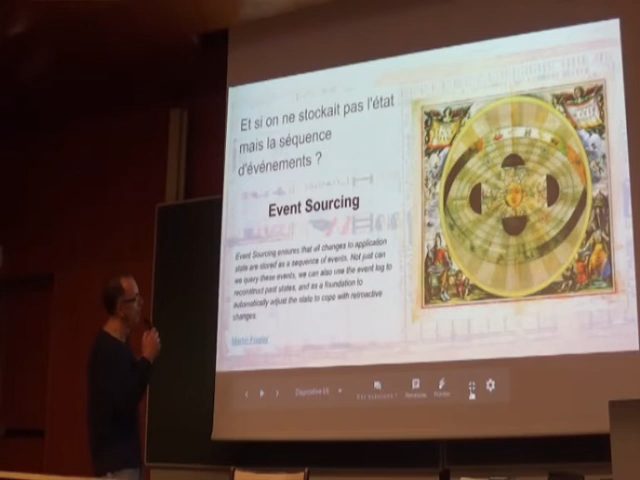 Et si on ne stockait pas l'état
mais la séquence
d'événements ?
Event Sourcing
Event Sourcing ensures that all changes to application
state are stored as a sequence of events. Not just can
we query these events, we can also use the event log to
reconstruct past states, and as a foundation to
automatically adjust the state to cope with retroactive
changes.
Martin Fowler
Diapositive